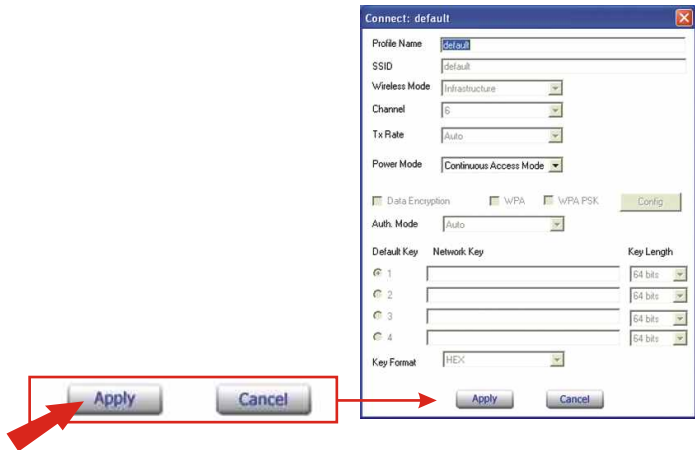 Connect: default
Profile Name default
SSID default
Wireless Mode Infrastructure
Channel 6
Tx Rate Auto
Power Mode Continuous Access Mode
Data Encryption WPA WPA PSK Config
Auth. Mode Auto
Default Key Network Key Key Length
1 64 bits
2 64 bits
3 64 bits
4 64 bits
Key Format HEX
Apply Cancel
Apply Cancel